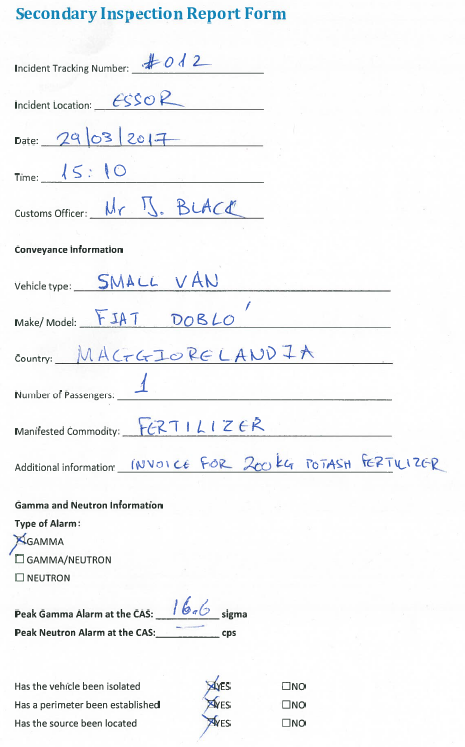 Secondary Inspection Report Form
Incident Tracking Number: #012
Incident Location: ESSOR
Date: 29/03/2017
Time: 15:10
Customs Officer: Mr J. BLACK
Conveyance Information
Vehicle type: SMALL VAN
Make/ Model: FIAT DOBLO'
Country: MAGGIORELANDIA
Number of Passengers: 1
Manifested Commodity: FERTILIZER
Additional information: INVOICE FOR 200 kg POTASH FERTILIZER
Gamma and Neutron Information
Type of Alarm:
☒GAMMA
☐GAMMA/NEUTRON
☐NEUTRON
Peak Gamma Alarm at the CAS: 16.6 sigma
Peak Neutron Alarm at the CAS: cps
Has the vehicle been isolated ☒YES ☐NO
Has a perimeter been established ☒YES ☐NO
Has the source been located ☒YES ☐NO